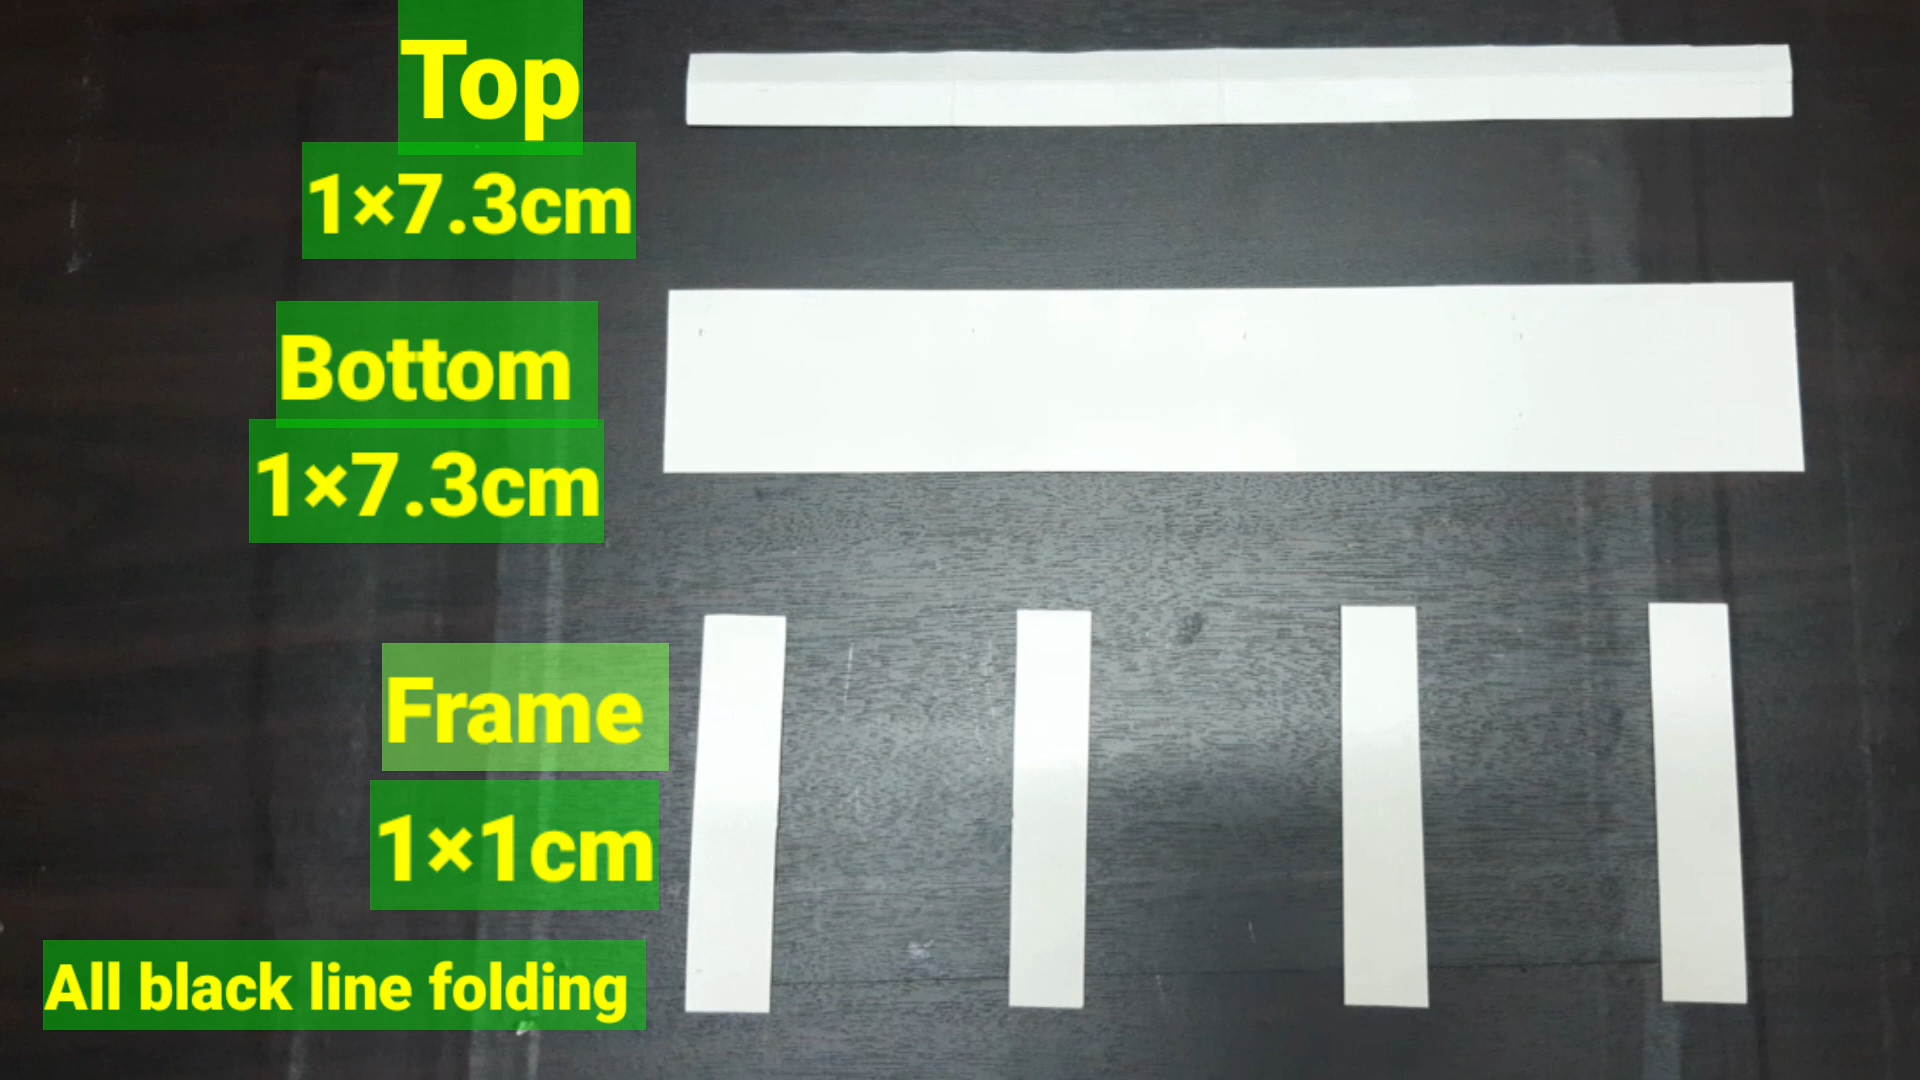 Top
1×7.3cm
Bottom
1×7.3cm
Frame
1×1cm
All black line folding